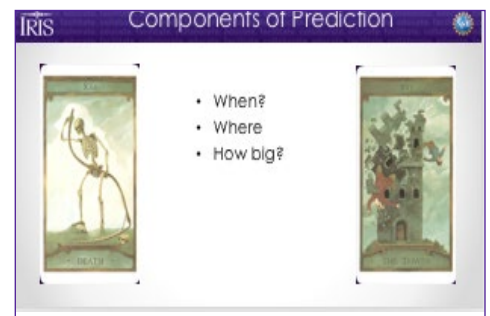 IRIS
Components of Prediction
• When?
• Where
• How big?
DEATH
THE TOWER